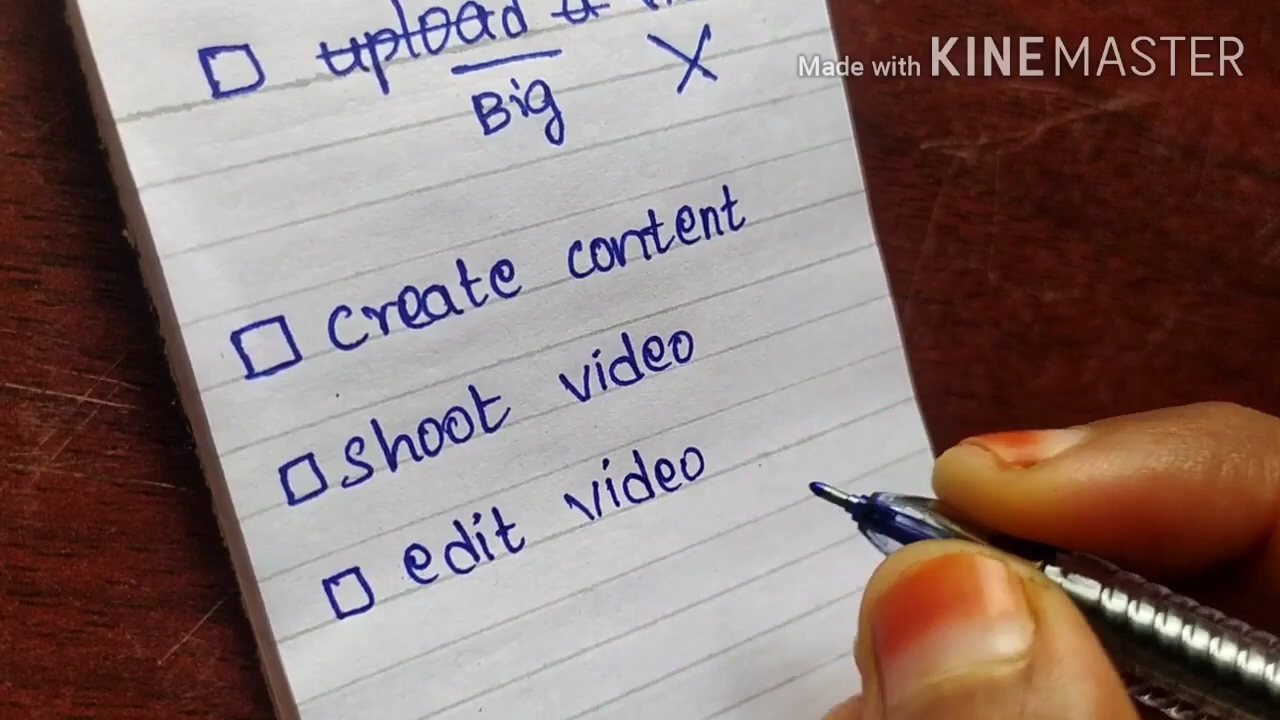 upload a
Made with KINEMASTER
Big X
create content
shoot video
edit video